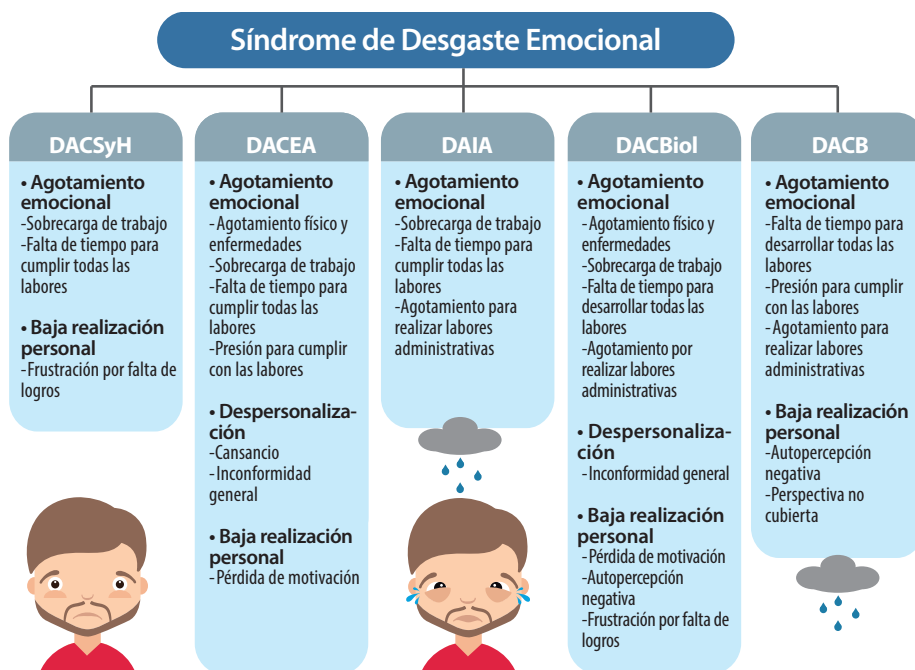 Síndrome de Desgaste Emocional
DACSyH
• Agotamiento
emocional
-Sobrecarga de trabajo
-Falta de tiempo para
cumplir todas las
labores
• Baja realización
personal
-Frustración por falta de
logros
DACEA
• Agotamiento
emocional
-Agotamiento físico y
enfermedades
-Sobrecarga de trabajo
-Falta de tiempo para
cumplir todas las
labores
-Presión para cumplir
con las labores
• Despersonaliza-
ción
-Cansancio
-Inconformidad
general
• Baja realización
personal
-Pérdida de motivación
DAIA
• Agotamiento
emocional
-Sobrecarga de trabajo
-Falta de tiempo para
cumplir todas las
labores
-Agotamiento para
realizar labores
administrativas
DACBiol
• Agotamiento
emocional
-Agotamiento físico y
enfermedades
-Sobrecarga de trabajo
-Falta de tiempo para
desarrollar todas las
labores
-Agotamiento por
realizar labores
administrativas
• Despersonaliza-
ción
-Inconformidad general
• Baja realización
personal
-Pérdida de motivación
-Autopercepción
negativa
-Frustración por falta de
logros
DACB
• Agotamiento
emocional
-Falta de tiempo para
desarrollar todas las
labores
-Presión para cumplir
con las labores
-Agotamiento para
realizar labores
administrativas
• Baja realización
personal
-Autopercepción
negativa
-Perspectiva no
cubierta